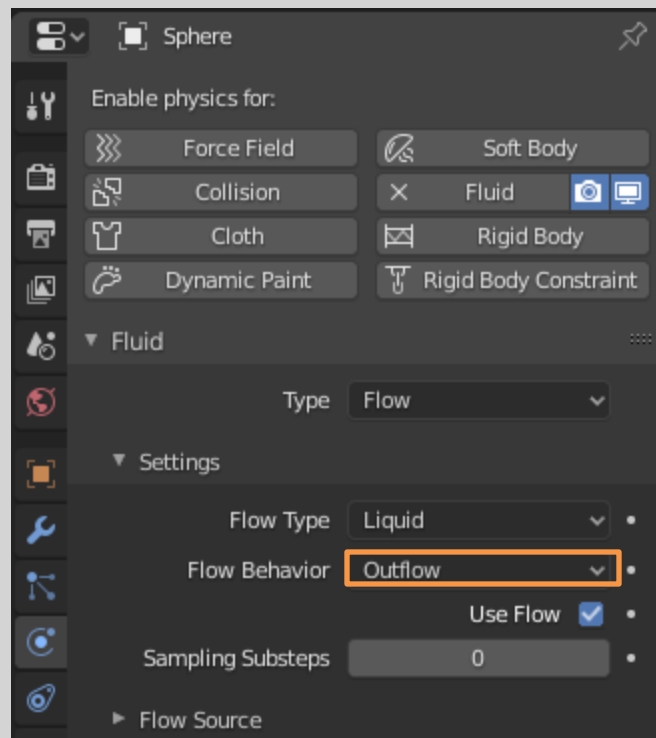 Sphere
Enable physics for:
Force Field Soft Body
Collision Fluid
Cloth Rigid Body
Dynamic Paint Rigid Body Constraint
Fluid
Type Flow
Settings
Flow Type Liquid
Flow Behavior Outflow
Use Flow
Sampling Substeps 0
Flow Source